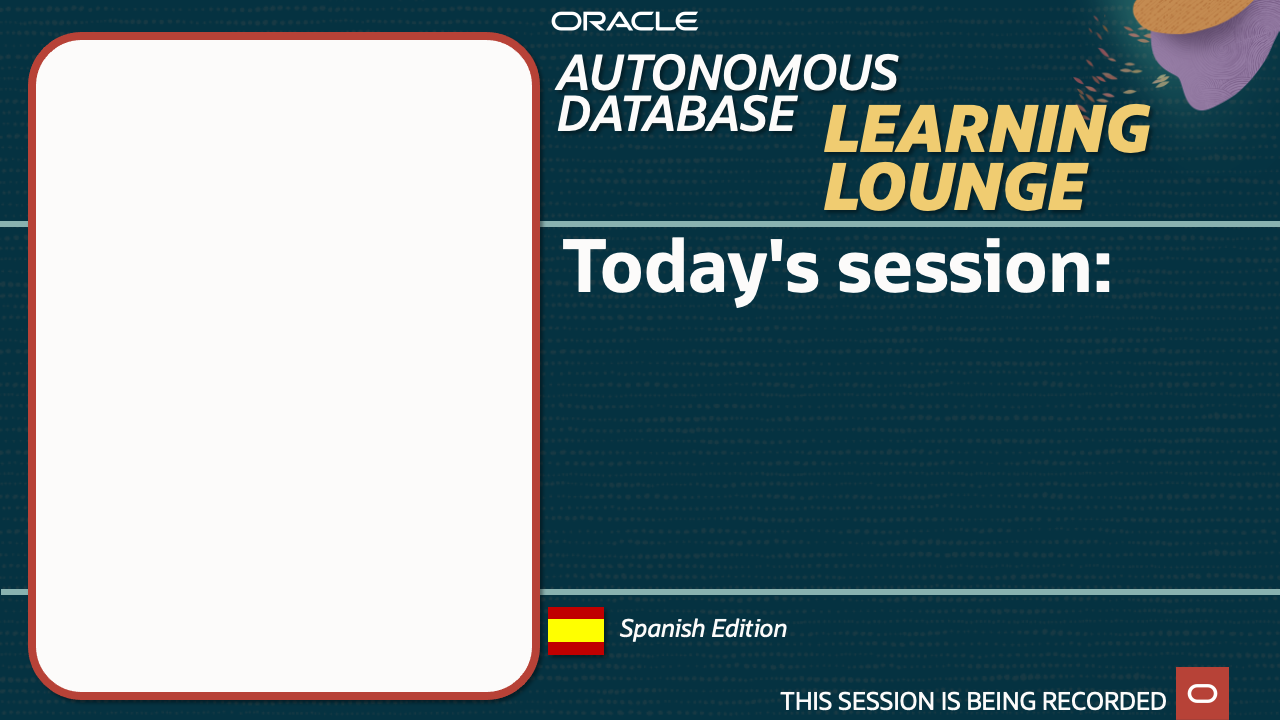 ORACLE
AUTONOMOUS
DATABASE
LEARNING
LOUNGE
Today's session:
Spanish Edition
THIS SESSION IS BEING RECORDED